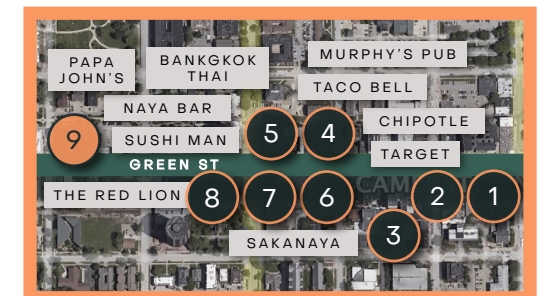 MURPHY'S PUB
PAPA
JOHN'S
BANKGKOK
THAI
TACO BELL
NAYA BAR
CHIPOTLE
SUSHI MAN
5
4
9
TARGET
GREEN ST
THE RED LION
8
7
6
2
1
SAKANAYA
3